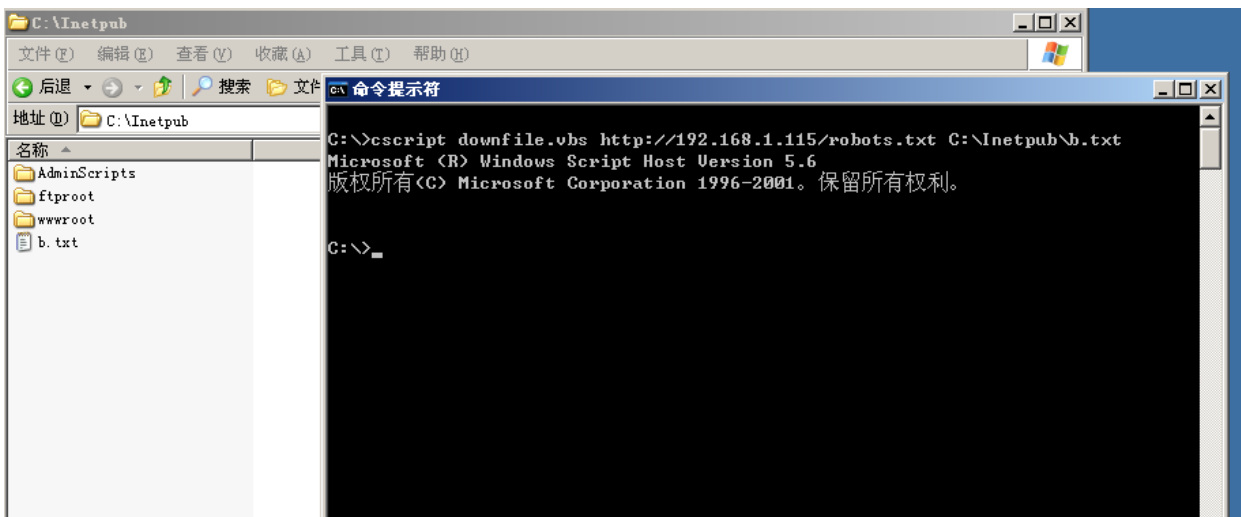 C:\Inetpub
文件(F) 编辑(E) 查看(V) 收藏(A) 工具(T) 帮助(H)
后退 搜索 文件
地址(D) C:\Inetpub
名称
AdminScripts
ftproot
wwwroot
b.txt
命令提示符
C:\>cscript downfile.vbs http://192.168.1.115/robots.txt C:\Inetpub\b.txt
Microsoft (R) Windows Script Host Version 5.6
版权所有(C) Microsoft Corporation 1996-2001。保留所有权利。
C:\>_